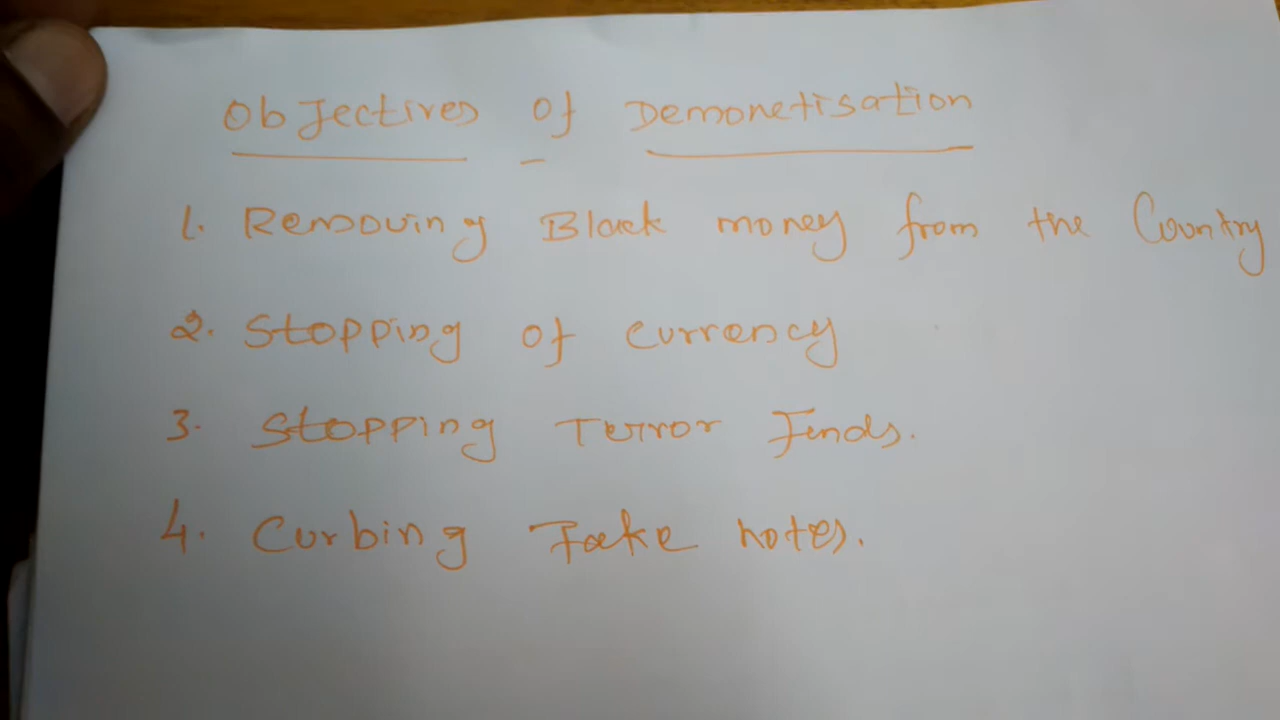 Objectives of Demonetisation
1. Removing Black money from the Country
2. Stopping of currency
3. Stopping Terror Funds.
4. Curbing Fake notes.